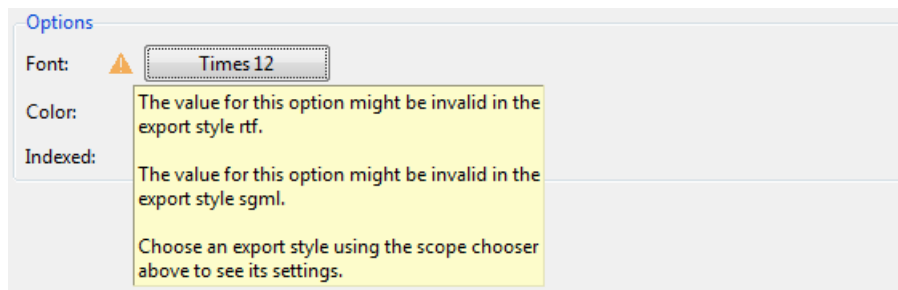 Options
Font:
Times 12
Color:
The value for this option might be invalid in the
export style rtf.
Indexed:
The value for this option might be invalid in the
export style sgml.
Choose an export style using the scope chooser
above to see its settings.